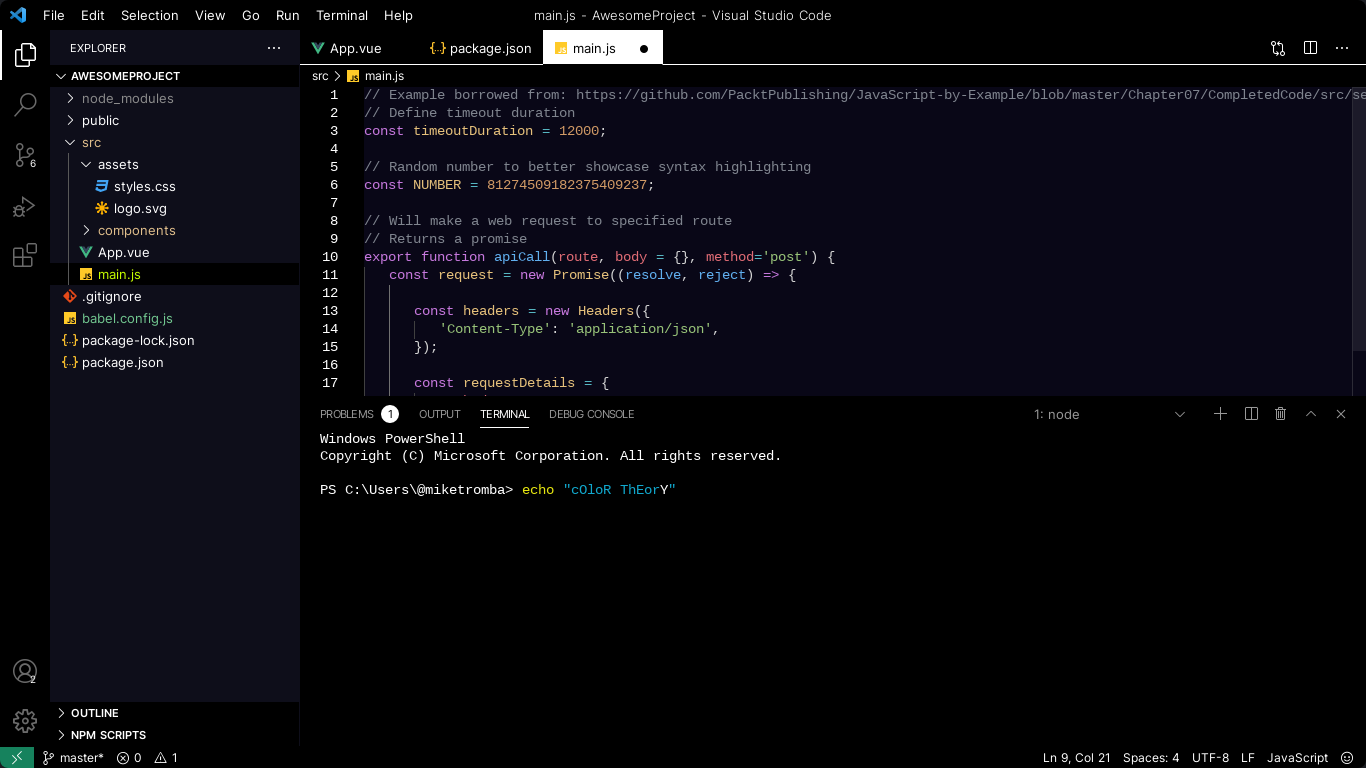 File Edit Selection View Go Run Terminal Help
main.js - AwesomeProject - Visual Studio Code
EXPLORER
App.vue
package.json
main.js
AWESOMEPROJECT
src main.js
node_modules
public
src
assets
styles.css
logo.svg
components
App.vue
main.js
.gitignore
babel.config.js
package-lock.json
package.json
6
1 // Example borrowed from: https://github.com/PacktPublishing/JavaScript-by-Example/blob/master/Chapter07/CompletedCode/src/se
2 // Define timeout duration
3 const timeoutDuration = 12000;
4
5 // Random number to better showcase syntax highlighting
6 const NUMBER = 81274509182375409237;
7
8 // Will make a web request to specified route
9 // Returns a promise
10 export function apiCall(route, body = {}, method='post') {
11 const request = new Promise((resolve, reject) => {
12
13 const headers = new Headers({
14 'Content-Type': 'application/json',
15 });
16
17 const requestDetails = {
PROBLEMS 1 OUTPUT TERMINAL DEBUG CONSOLE
1: node
Windows PowerShell
Copyright (C) Microsoft Corporation. All rights reserved.
PS C:\Users\@miketromba> echo "cOloR ThEorY"
2
OUTLINE
NPM SCRIPTS
master* 0 1
Ln 9, Col 21 Spaces: 4 UTF-8 LF JavaScript